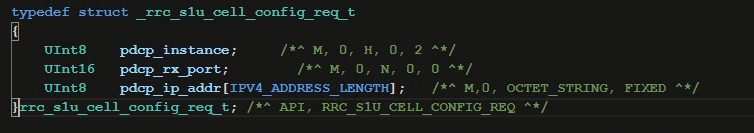 typedef struct _rrc_s1u_cell_config_req_t
{
UInt8 pdcp_instance; /*^ M, 0, H, 0, 2 ^*/
UInt16 pdcp_rx_port; /*^ M, 0, N, 0, 0 ^*/
UInt8 pdcp_ip_addr[IPV4_ADDRESS_LENGTH]; /*^ M,0, OCTET_STRING, FIXED ^*/
}rrc_s1u_cell_config_req_t; /*^ API, RRC_S1U_CELL_CONFIG_REQ ^*/